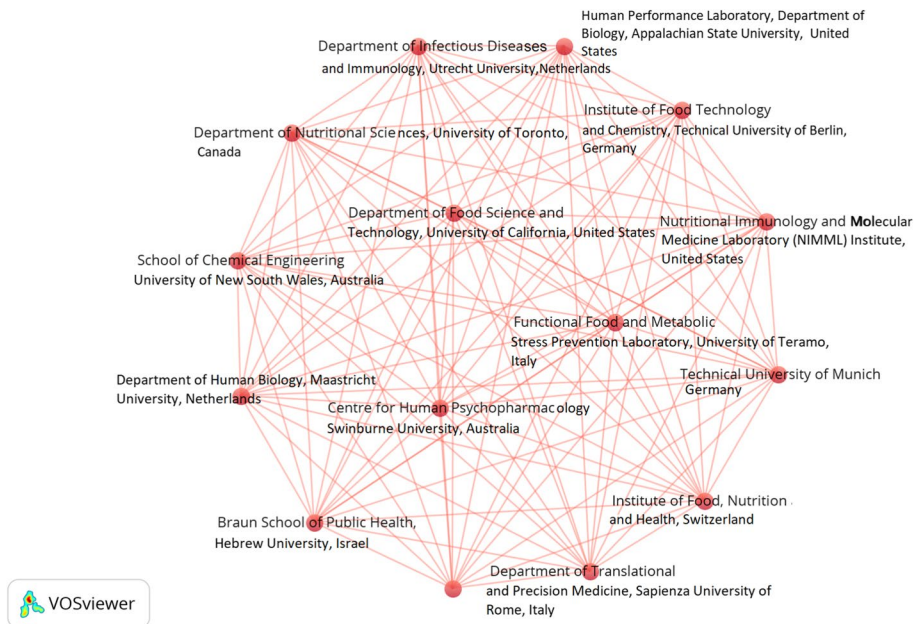 Human Performance Laboratory, Department of
Biology, Appalachian State University, United
States
Department of Infectious Diseases
and Immunology, Utrecht University,Netherlands
Institute of Food Technology
and Chemistry, Technical University of Berlin,
Germany
Department of Nutritional Sciences, University of Toronto,
Canada
Department of Food Science and
Technology, University of California, United States
Nutritional Immunology and Molecular
Medicine Laboratory (NIMML) Institute,
United States
School of Chemical Engineering
University of New South Wales, Australia
Functional Food and Metabolic
Stress Prevention Laboratory, University of Teramo,
Italy
Technical University of Munich
Germany
Department of Human Biology, Maastricht
University, Netherlands
Centre for Human Psychopharmacology
Swinburne University, Australia
Institute of Food, Nutrition
and Health, Switzerland
Braun School of Public Health,
Hebrew University, Israel
Department of Translational
and Precision Medicine, Sapienza University of
Rome, Italy
VOSviewer